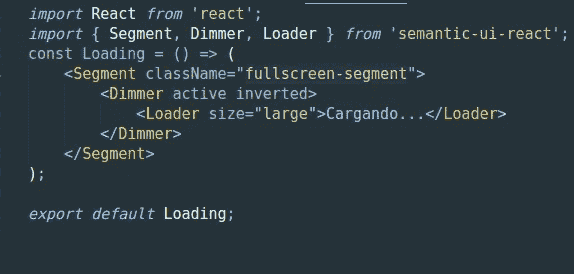 import React from 'react';
import { Segment, Dimmer, Loader } from 'semantic-ui-react';
const Loading = () => (
    <Segment className="fullscreen-segment">
        <Dimmer active inverted>
            <Loader size="large">Cargando...</Loader>
        </Dimmer>
    </Segment>
);

export default Loading;